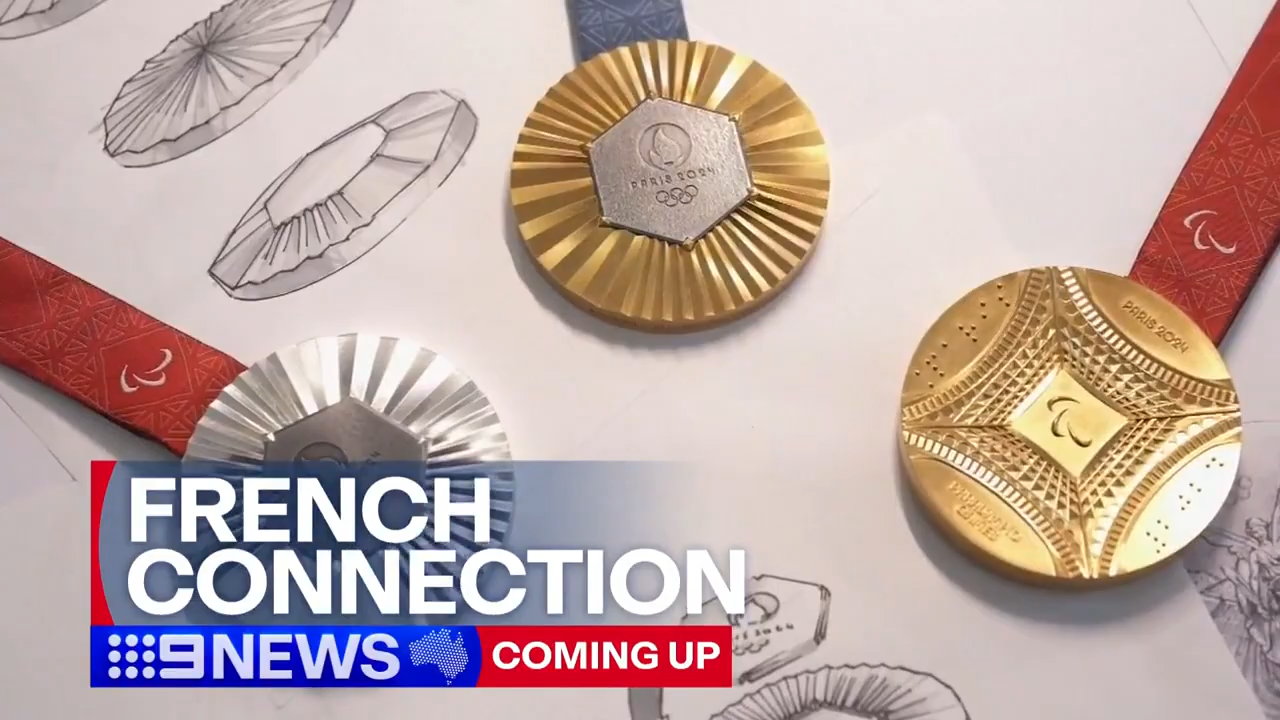 PARIS 2024
PARIS 2024
FRENCH
CONNECTION
9NEWS
COMING UP